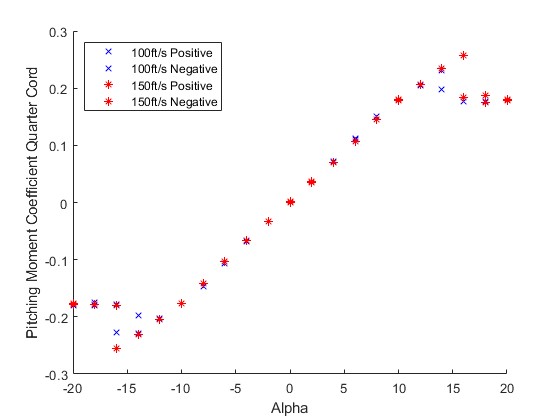 0.3
0.2
0.1
0
-0.1
-0.2
-0.3
Pitching Moment Coefficient Quarter Cord
100ft/s Positive
100ft/s Negative
150ft/s Positive
150ft/s Negative
-20 -15 -10 -5 0 5 10 15 20
Alpha